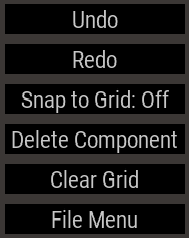 Undo
Redo
Snap to Grid: Off
Delete Component
Clear Grid
File Menu